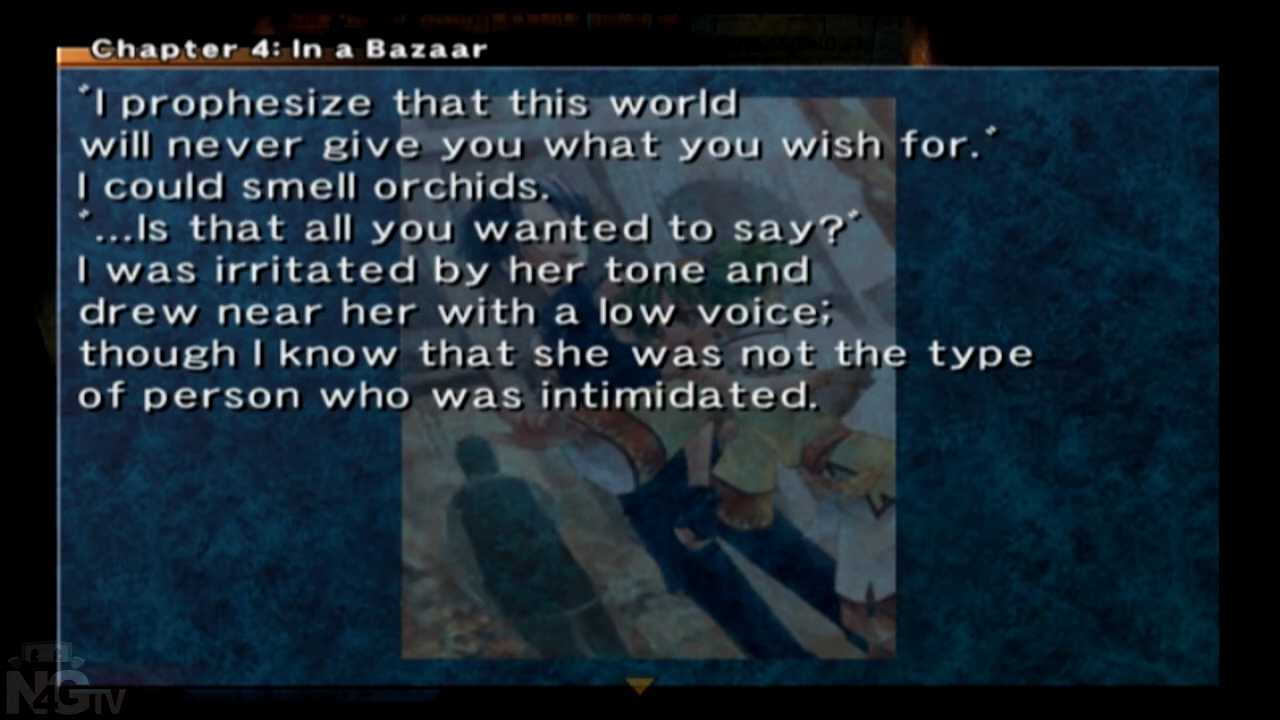 Chapter 4: In a Bazaar
"I prophesize that this world
will never give you what you wish for."
I could smell orchids.
"...Is that all you wanted to say?"
I was irritated by her tone and
drew near her with a low voice;
though I know that she was not the type
of person who was intimidated.
N4G TV